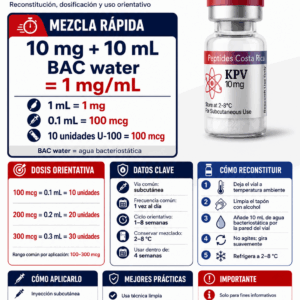 Reconstitución, dosificación y uso orientativo
MEZCLA RÁPIDA
10 mg + 10 mL
BAC water
= 1 mg/mL
1 mL = 1 mg
0.1 mL = 100 mcg
10 unidades U-100 = 100 mcg
BAC water = agua bacteriostática
Peptides Costa Rica
KPV
10mg
Store at 2-8°C
For Subcutaneous Use
DOSIS ORIENTATIVA
100 mcg = 0.1 mL = 10 unidades
200 mcg = 0.2 mL = 20 unidades
300 mcg = 0.3 mL = 30 unidades
Rango común por aplicación: 100-300 mcg
DATOS CLAVE
Vía común:
subcutánea
Frecuencia común:
1 vez al día
Ciclo orientativo:
1-8 semanas
Conservar mezclado:
2-8 °C
Usar dentro de:
4 semanas
CÓMO RECONSTITUIR
1 Deja el vial a
temperatura ambiente
2 Limpia el tapón
con alcohol
3 Añade 10 mL de agua
bacteriostática por
la pared del vial
4 No agites; gira
suavemente
5 Refrigera a 2-8 °C
CÓMO APLICARLO
Inyección subcutánea
MEJORES PRÁCTICAS
Usa técnica limpia
IMPORTANTE
Solo para fines informativos